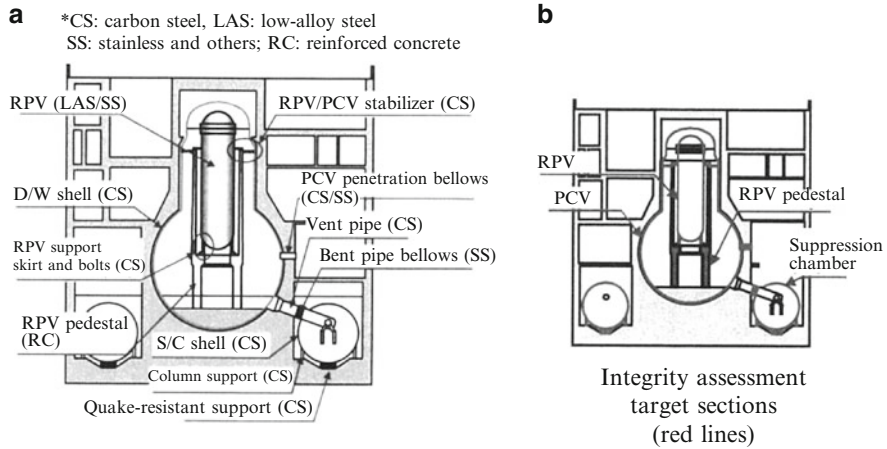 a
*CS: carbon steel, LAS: low-alloy steel
SS: stainless and others; RC: reinforced concrete
RPV (LAS/SS)
RPV/PCV stabilizer (CS)
D/W shell (CS)
PCV penetration bellows
(CS/SS)
Vent pipe (CS)
RPV support
skirt and bolts (CS)
Bent pipe bellows (SS)
RPV pedestal
(RC)
S/C shell (CS)
Column support (CS)
Quake-resistant support (CS)
b
RPV
PCV
RPV pedestal
Suppression
chamber
Integrity assessment
target sections
(red lines)